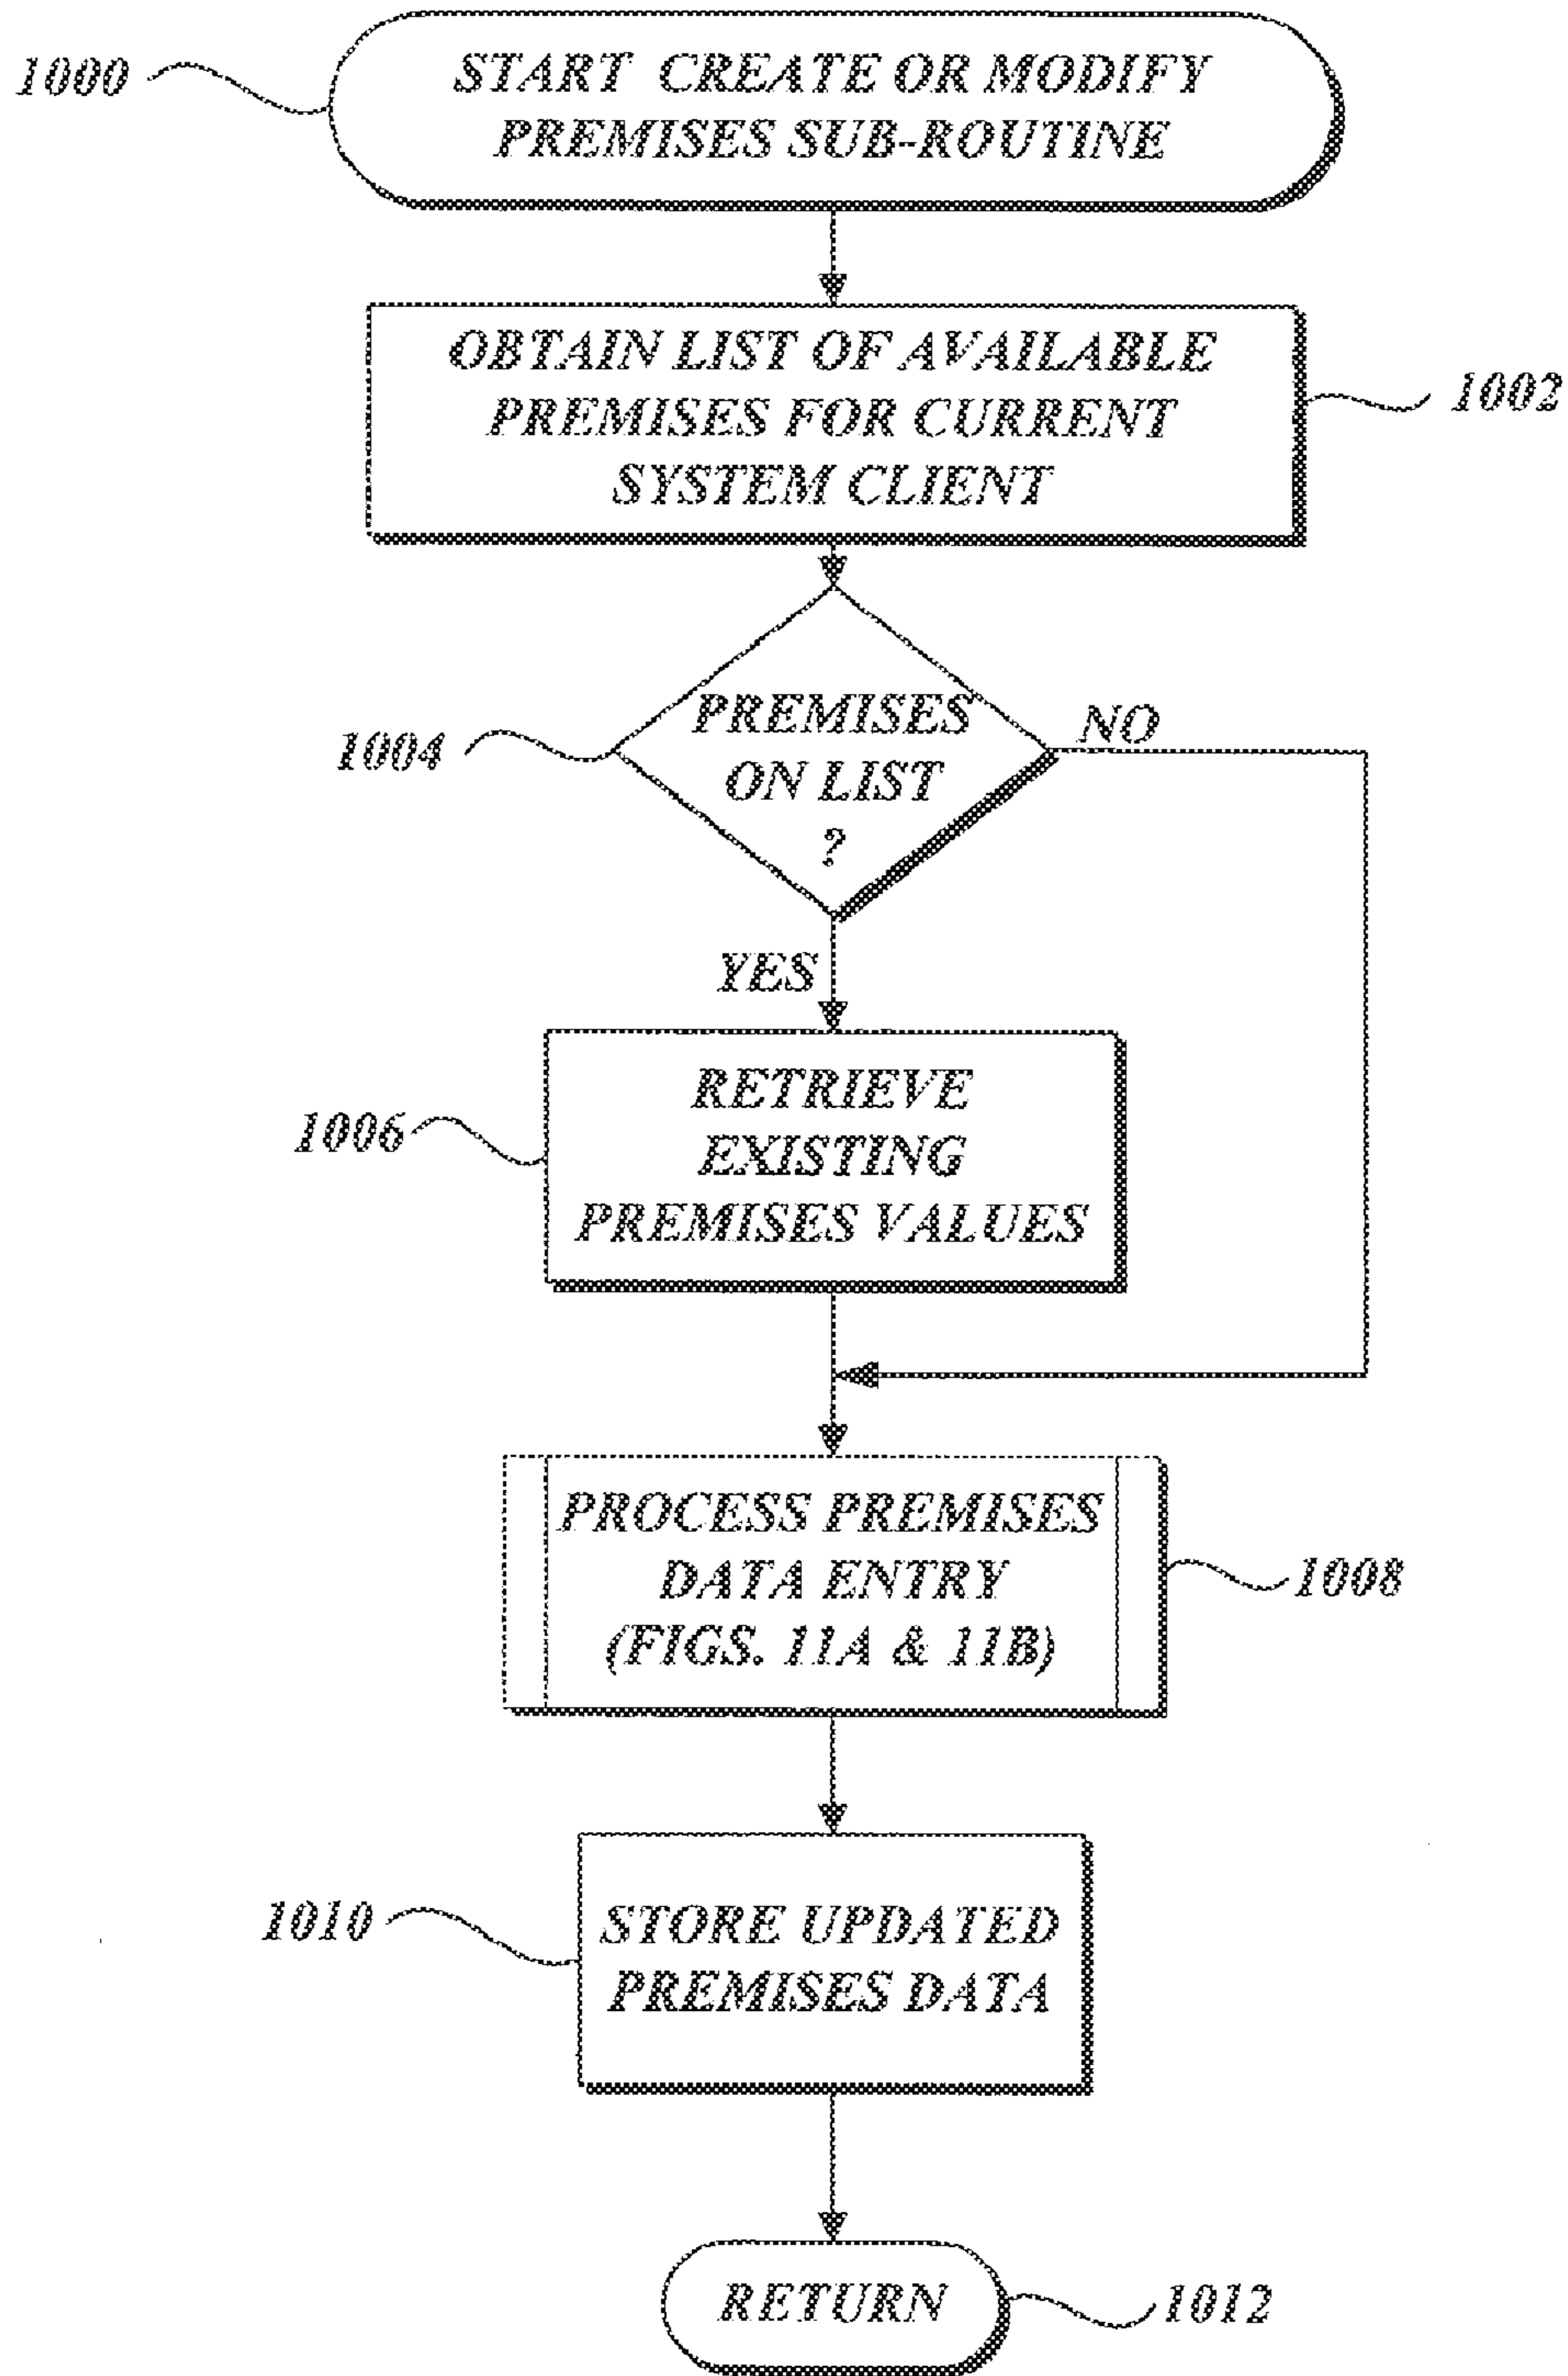 1000
START CREATE OR MODIFY
PREMISES SUB-ROUTINE
OBTAIN LIST OF AVAILABLE
PREMISES FOR CURRENT
SYSTEM CLIENT
1002
1004
PREMISES
ON LIST
?
NO
YES
1006
RETRIEVE
EXISTING
PREMISES VALUES
PROCESS PREMISES
DATA ENTRY
(FIGS. 11A & 11B)
1008
1010
STORE UPDATED
PREMISES DATA
RETURN
1012